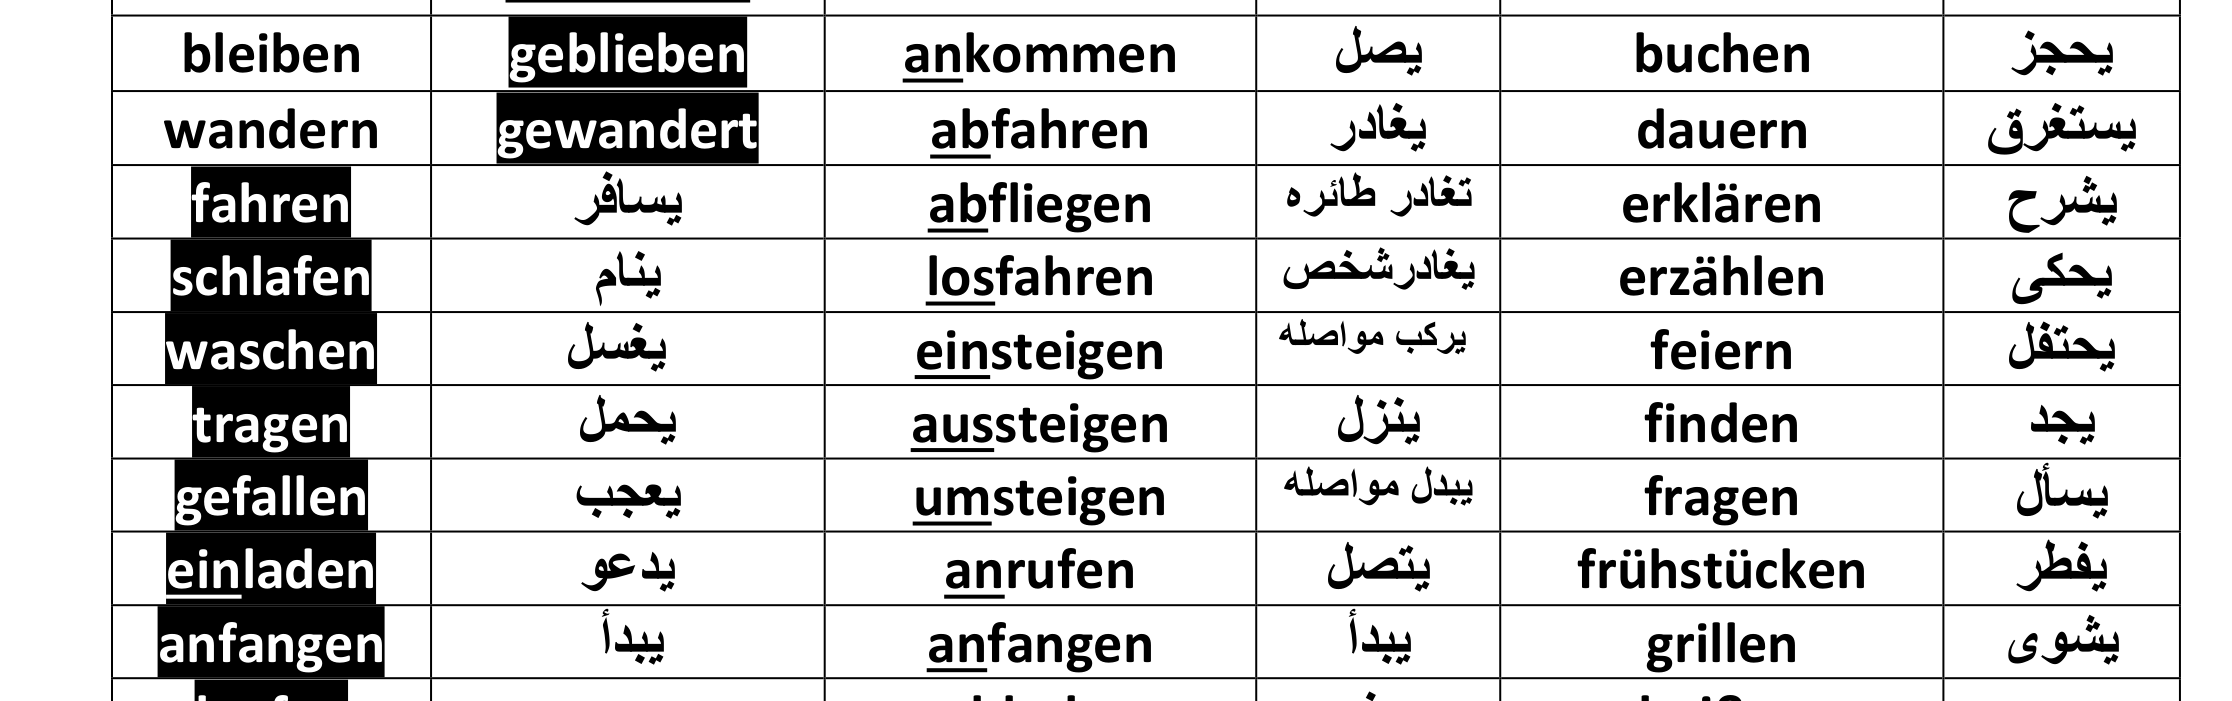 bleiben geblieben ankommen يصل buchen يحجز
wandern gewandert abfahren يغادر dauern يستغرق
fahren يسافر abfliegen تغادر طائره erklären يشرح
schlafen ينام losfahren يغادرشخص erzählen يحكى
waschen يغسل einsteigen يركب مواصله feiern يحتفل
tragen يحمل aussteigen ينزل finden يجد
gefallen يعجب umsteigen يبدل مواصله fragen يسأل
einladen يدعو anrufen يتصل frühstücken يفطر
anfangen يبدأ anfangen يبدأ grillen يشوى